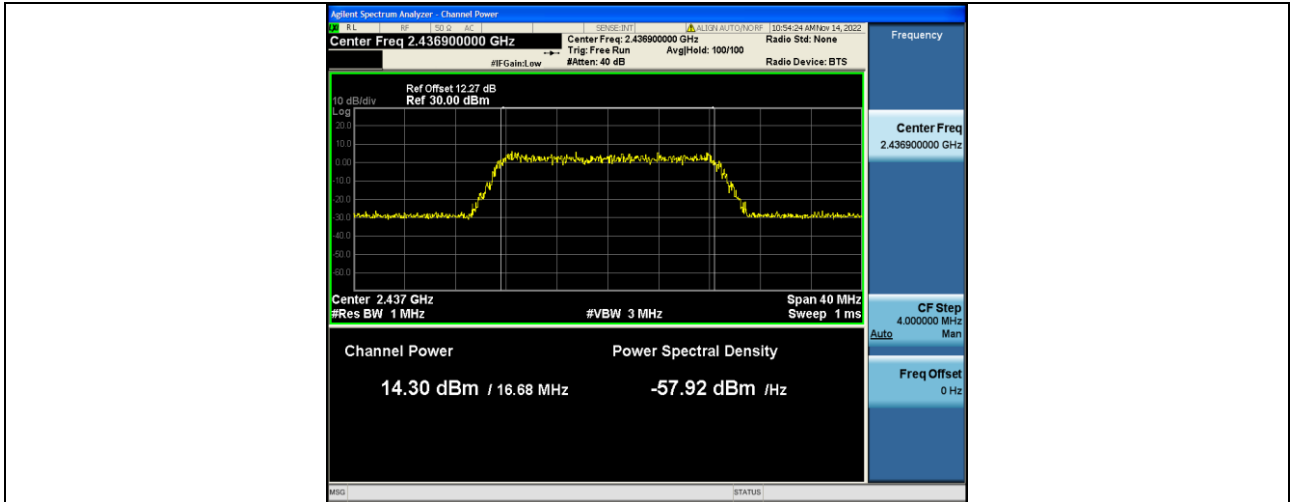 Agilent Spectrum Analyzer - Channel Power
RL RF 50 Ω AC SENSE:INT ALIGN AUTO/NO RF 10:54:24 AM Nov 14, 2022
Center Freq 2.436900000 GHz
Center Freq: 2.436900000 GHz Radio Std: None
Trig: Free Run Avg|Hold: 100/100
#IFGain:Low #Atten: 40 dB Radio Device: BTS
Ref Offset 12.27 dB
10 dB/div Ref 30.00 dBm
Log
20.0
10.0
0.00
-10.0
-20.0
-30.0
-40.0
-50.0
-60.0
Center 2.437 GHz Span 40 MHz
#Res BW 1 MHz #VBW 3 MHz Sweep 1 ms
Channel Power Power Spectral Density
14.30 dBm / 16.68 MHz -57.92 dBm /Hz
Frequency
Center Freq
2.436900000 GHz
CF Step
4.000000 MHz
Auto Man
Freq Offset
0 Hz
MSG STATUS